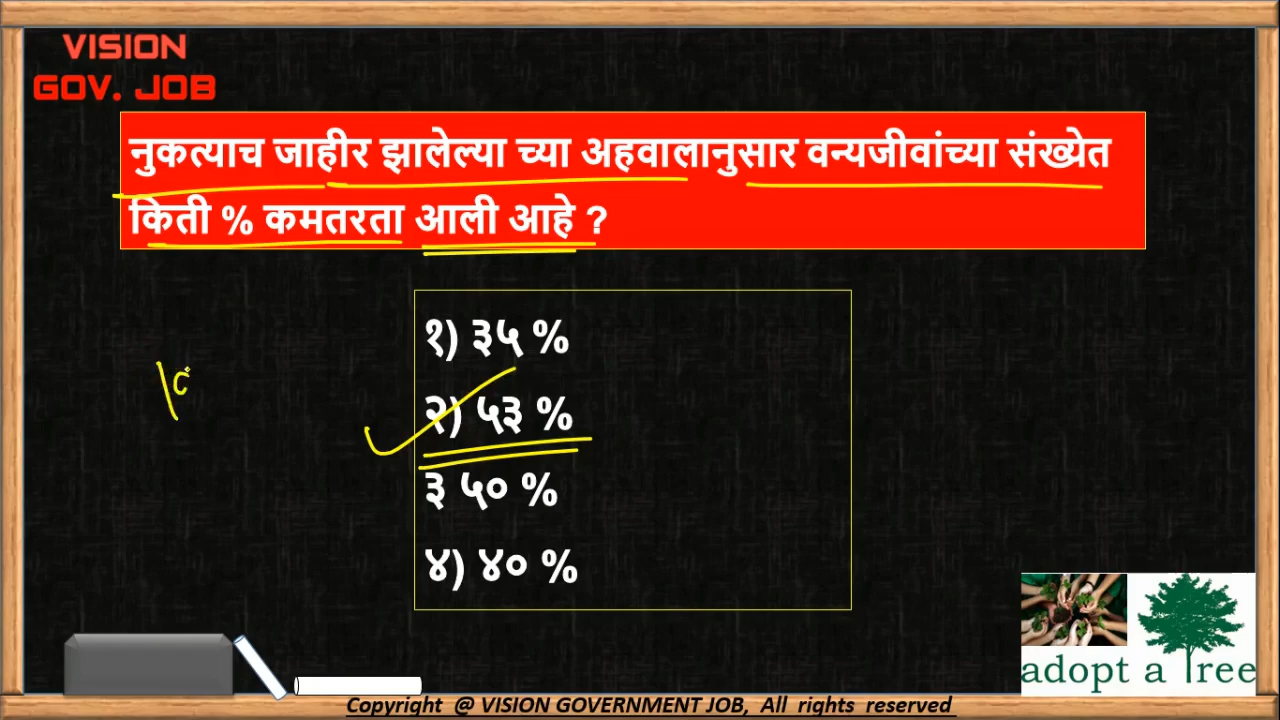 VISION
GOV. JOB
नुकत्याच जाहीर झालेल्या च्या अहवालानुसार वन्यजीवांच्या संख्येत
किती % कमतरता आली आहे ?
१) ३५ %
२) ५३ %
३ ५० %
४) ४० %
adopt a Tree
Copyright @ VISION GOVERNMENT JOB, All rights reserved